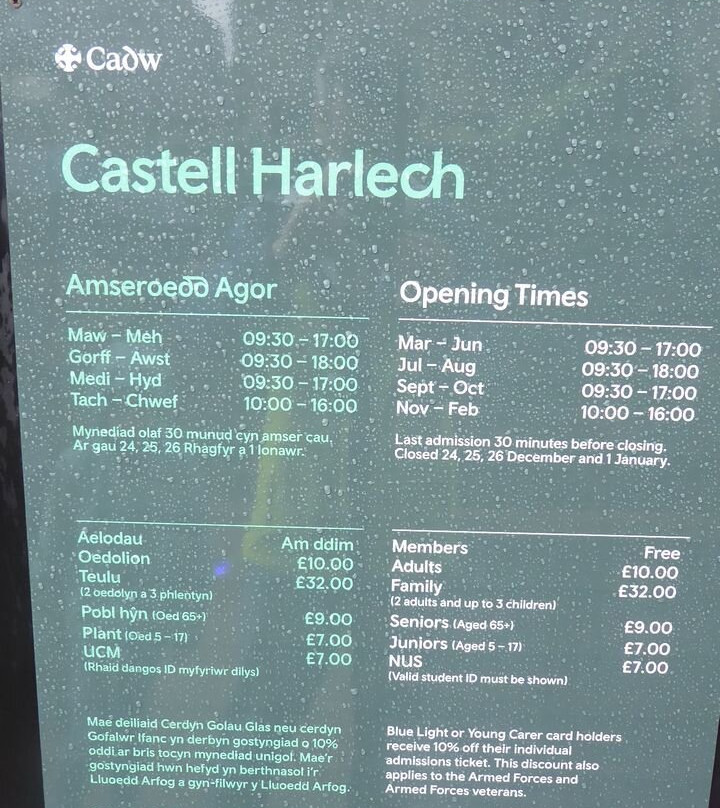 Cadw
Castell Harlech
Amseroedd Agor
Maw – Meh 09:30 – 17:00
Gorff – Awst 09:30 – 18:00
Medi – Hyd 09:30 – 17:00
Tach – Chwef 10:00 – 16:00
Mynediad olaf 30 munud cyn amser cau.
Ar gau 24, 25, 26 Rhagfyr a 1 Ionawr.
Opening Times
Mar – Jun 09:30 – 17:00
Jul – Aug 09:30 – 18:00
Sept – Oct 09:30 – 17:00
Nov – Feb 10:00 – 16:00
Last admission 30 minutes before closing.
Closed 24, 25, 26 December and 1 January.
Aelodau Am ddim
Oedolion £10.00
Teulu £32.00
(2 oedolyn a 3 phlentyn)
Pobl hŷn (Oed 65+) £9.00
Plant (Oed 5 – 17) £7.00
UCM £7.00
(Rhaid dangos ID myfyriwr dilys)
Members Free
Adults £10.00
Family £32.00
(2 adults and up to 3 children)
Seniors (Aged 65+) £9.00
Juniors (Aged 5 – 17) £7.00
NUS £7.00
(Valid student ID must be shown)
Mae deiliaid Cerdyn Golau Glas neu cerdyn
Gofalwr Ifanc yn derbyn gostyngiad o 10%
oddi ar bris tocyn mynediad unigol. Mae'r
gostyngiad hwn hefyd yn berthnasol i'r
Lluoedd Arfog a gyn-filwyr y Lluoedd Arfog.
Blue Light or Young Carer card holders
receive 10% off their individual
admissions ticket. This discount also
applies to the Armed Forces and
Armed Forces veterans.